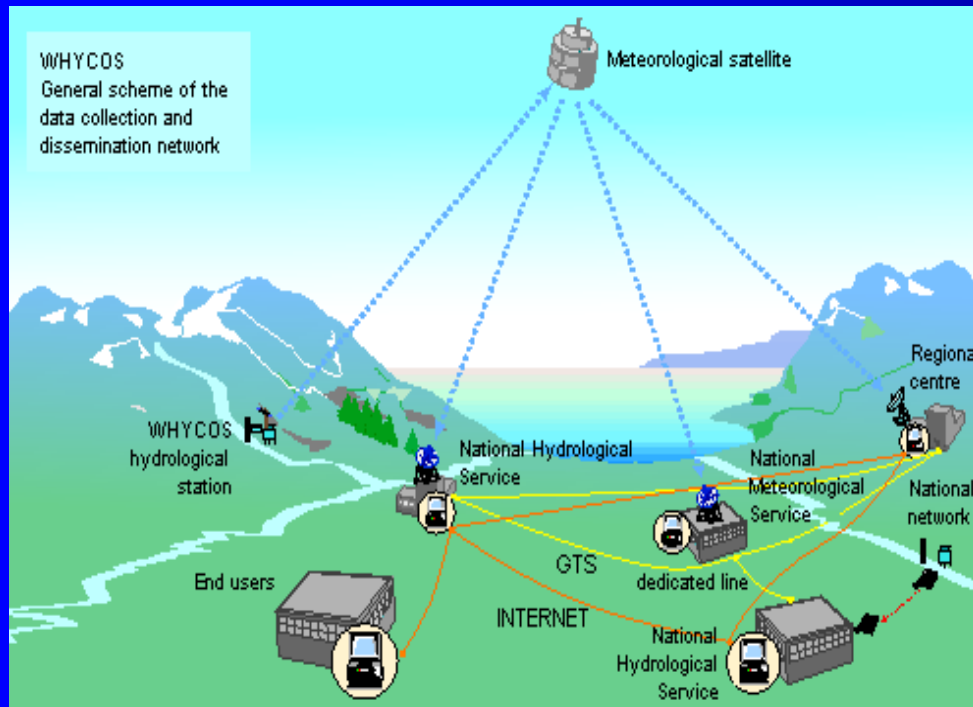 WHYCOS
General scheme of the
data collection and
dissemination network
Meteorological satellite
Regional
centre
WHYCOS
hydrological
station
National Hydrological
Service
National
Meteorological
Service
National
network
End users
GTS
dedicated line
INTERNET
National
Hydrological
Service